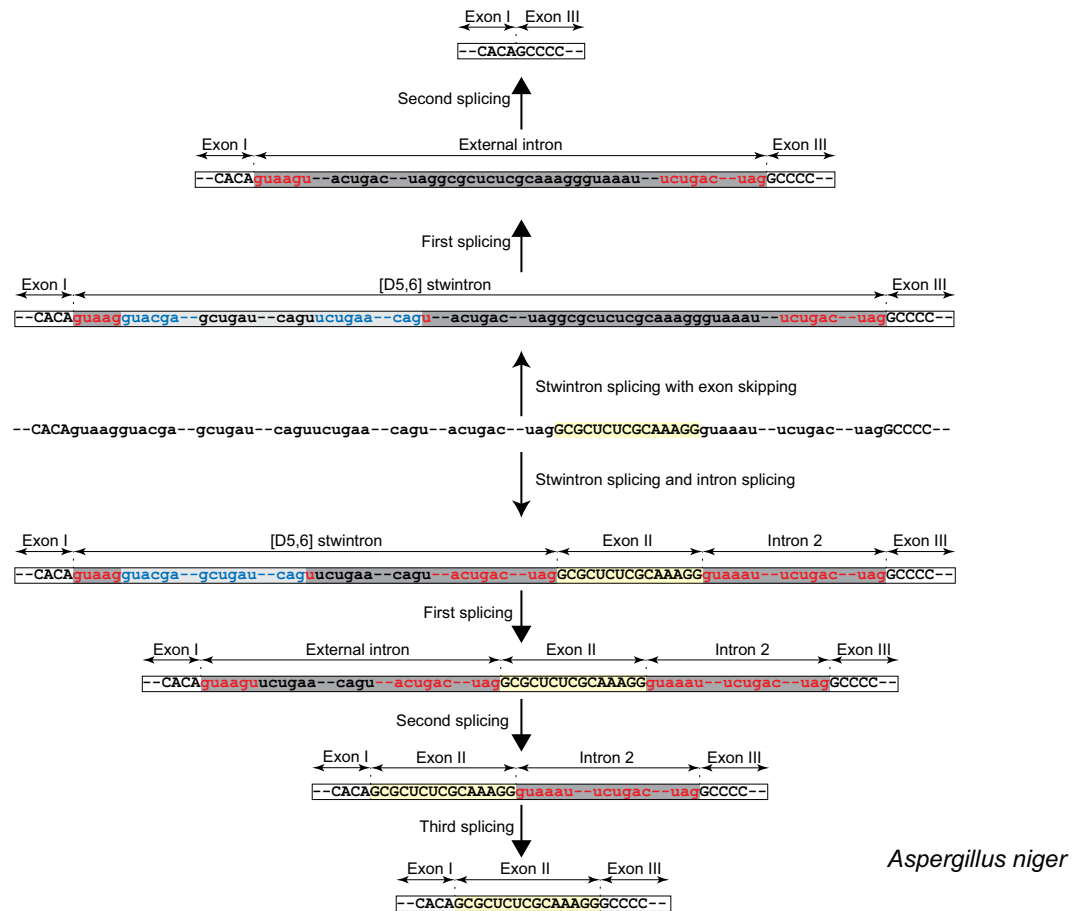 Exon I Exon III
--CACAGCCCC--
Second splicing
Exon I External intron Exon III
--CACAguaagu--acugac--uaggcgcucucgcaaaggguaaau--ucugac--uagGCCCC--
First splicing
Exon I [D5,6] stwintron Exon III
--CACAguaagguacga--gcugau--caguucugaa--cagu--acugac--uaggcgcucucgcaaaggguaaau--ucugac--uagGCCCC--
Stwintron splicing with exon skipping
--CACAguaagguacga--gcugau--caguucugaa--cagu--acugac--uagGCGCUCUCGCAAAGGguaaau--ucugac--uagGCCCC--
Stwintron splicing and intron splicing
Exon I [D5,6] stwintron Exon II Intron 2 Exon III
--CACAguaagguacga--gcugau--caguucugaa--cagu--acugac--uagGCGCUCUCGCAAAGGguaaau--ucugac--uagGCCCC--
First splicing
Exon I External intron Exon II Intron 2 Exon III
--CACAguaaguucugaa--cagu--acugac--uagGCGCUCUCGCAAAGGguaaau--ucugac--uagGCCCC--
Second splicing
Exon I Exon II Intron 2 Exon III
--CACAGCGCUCUCGCAAAGGguaaau--ucugac--uagGCCCC--
Third splicing
Aspergillus niger
Exon I Exon II Exon III
--CACAGCGCUCUCGCAAAGGGCCCC--